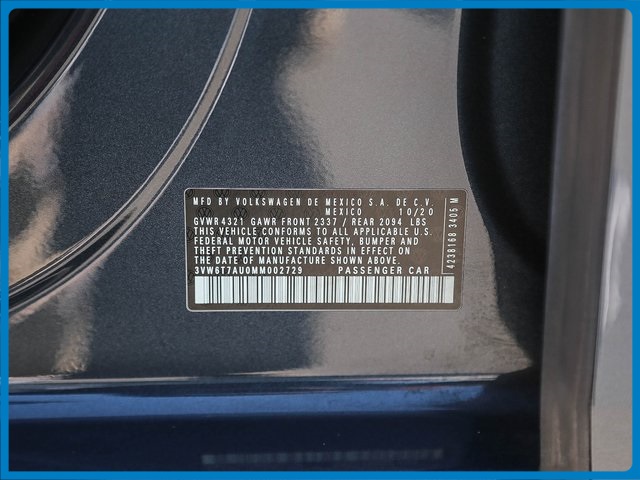 MFD BY VOLKSWAGEN DE MEXICO S.A. DE C.V.
MEXICO 10/20
GVWR 4321 GAWR FRONT 2337 / REAR 2094 LBS
THIS VEHICLE CONFORMS TO ALL APPLICABLE U.S.
FEDERAL MOTOR VEHICLE SAFETY, BUMPER AND
THEFT PREVENTION STANDARDS IN EFFECT ON
THE DATE OF MANUFACTURE SHOWN ABOVE
3VW6T7AU0MM002729 PASSENGER CAR
4238168 3405 M